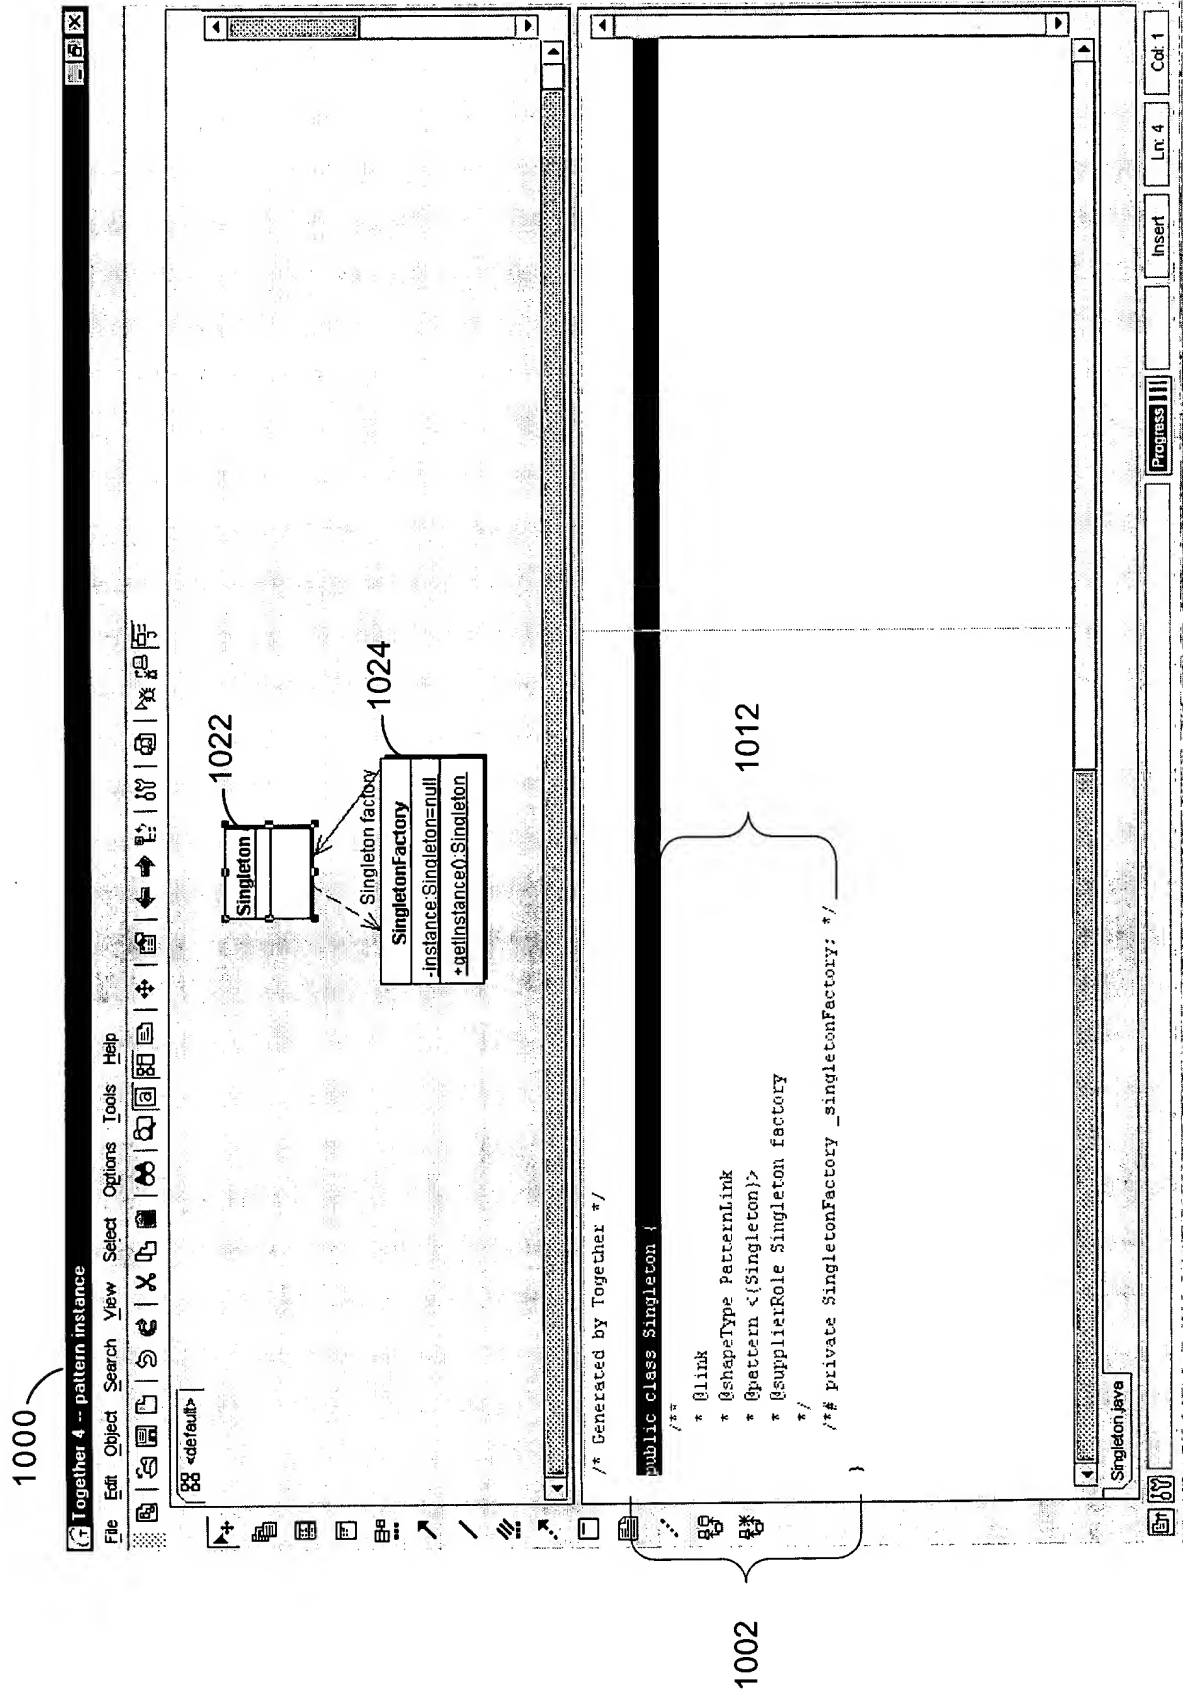 1000
Together 4 -- pattern instance
File Edit Object Search View Select Options Tools Help
<default>
1022
Singleton
Singleton factory
1024
SingletonFactory
-instance:Singleton=null
+getInstance():Singleton
/* Generated by Together */
public class Singleton {
/**
* @link
* @shapeType PatternLink
* @pattern <{Singleton}>
* @supplierRole Singleton factory
*/
/*# private SingletonFactory _singletonFactory; */
}
1012
1002
Singleton.java
Progress
Insert
Ln: 4
Col: 1